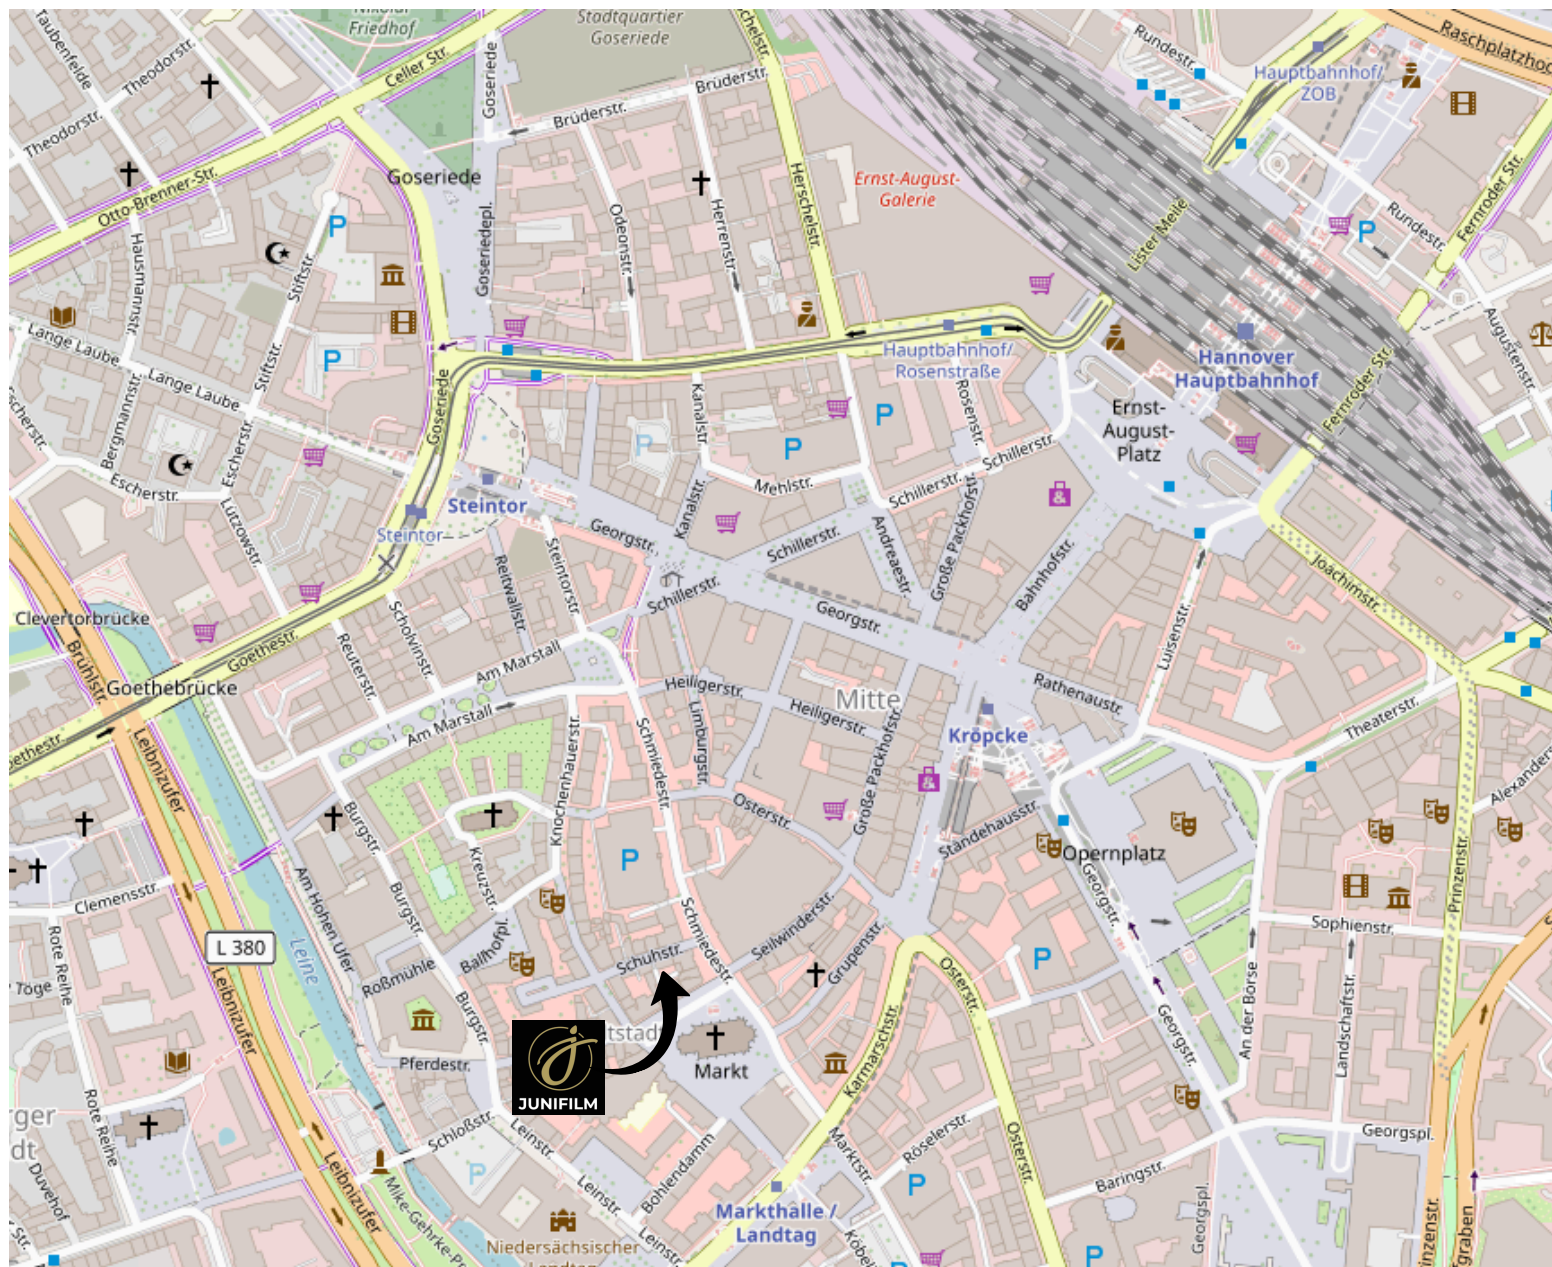 Nikolai
Friedhof
Stadtquartier
Goseriede
Taubenfelde
Theodorstr.
Celler Str.
Goseriede
Brüderstr.
Brüderstr.
Rundestr.
Raschplatzhoc
Hauptbahnhof/
ZOB
Theodorstr.
Otto-Brenner-Str.
Goseriede
Herschelstr.
Ernst-August-
Galerie
Fernroder Str.
Rundestr.
Lister Meile
P
P
Hausmannstr.
Stiftstr.
Goseriedepl.
Odeonstr.
Herrenstr.
Lange Laube
Lange Laube
P
Stiftstr.
Hauptbahnhof/
Rosenstraße
Hannover
Hauptbahnhof
Augustenstr.
Fernroder Str.
Bergmannstr.
Escherstr.
Goseriede
Kanalstr.
P
Rosenstr.
Ernst-
August-
Platz
P
P
Schillerstr.
Escherstr.
Mehlstr.
Schillerstr.
Steintor
Steintor
Lützowstr.
Georgstr.
Kanalstr.
Schillerstr.
Andreaestr.
Große Packhofstr.
Bahnhofstr.
Joachimstr.
Reitwallstr.
Steintorstr.
Schillerstr.
Georgstr.
Clevertorbrücke
Brühlstr.
Goethestr.
Reuterstr.
Scholvinstr.
Am Marstall
Luisenstr.
Goethebrücke
Heiligerstr.
Mitte
Rathenaustr.
Am Marstall
Heiligerstr.
Kröpcke
Theaterstr.
Leibnizufer
Limburgstr.
Schmiedestr.
Knochenhauerstr.
Große Packhofstr.
Osterstr.
Burgstr.
Ständehausstr.
P
Opernplatz
Kreuzstr.
Clemensstr.
Am Hohen Ufer
Burgstr.
Georgstr.
Prinzenstr.
L 380
Leine
Rote Reihe
Schmiedestr.
Seilwinderstr.
Sophienstr.
Ballhofpl.
Schuhstr.
Grupenstr.
P
Roßmühle
Osterstr.
Leibnizufer
Burgstr.
An der Börse
Landschaftstr.
Georgstr.
Karmarschstr.
Pferdestr.
JUNIFILM
Markt
Rote Reihe
Schloßstr.
Leinstr.
Marktstr.
Röselerstr.
Osterstr.
Georgspl.
Duvehof
Leibnizufer
P
Leinstr.
Bohlendamm
P
Baringstr.
Mike-Gehrke-Pr
Markthalle /
Landtag
Niedersächsischer
Landtag
Leinstr.
Georgspl.
P